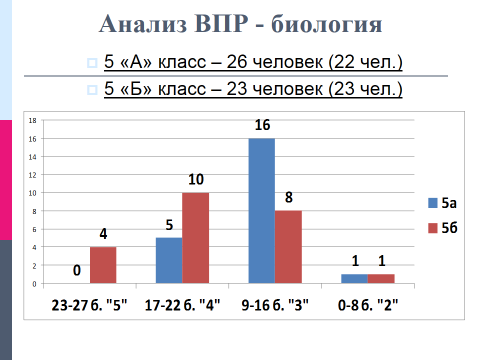 Анализ ВПР - биология
5 «А» класс – 26 человек (22 чел.)
5 «Б» класс – 23 человек (23 чел.)
18
16
14
12
10
8
6
4
2
0
0
4
5
10
16
8
1
1
23-27 б. "5"
17-22 б. "4"
9-16 б. "3"
0-8 б. "2"
5а
5б